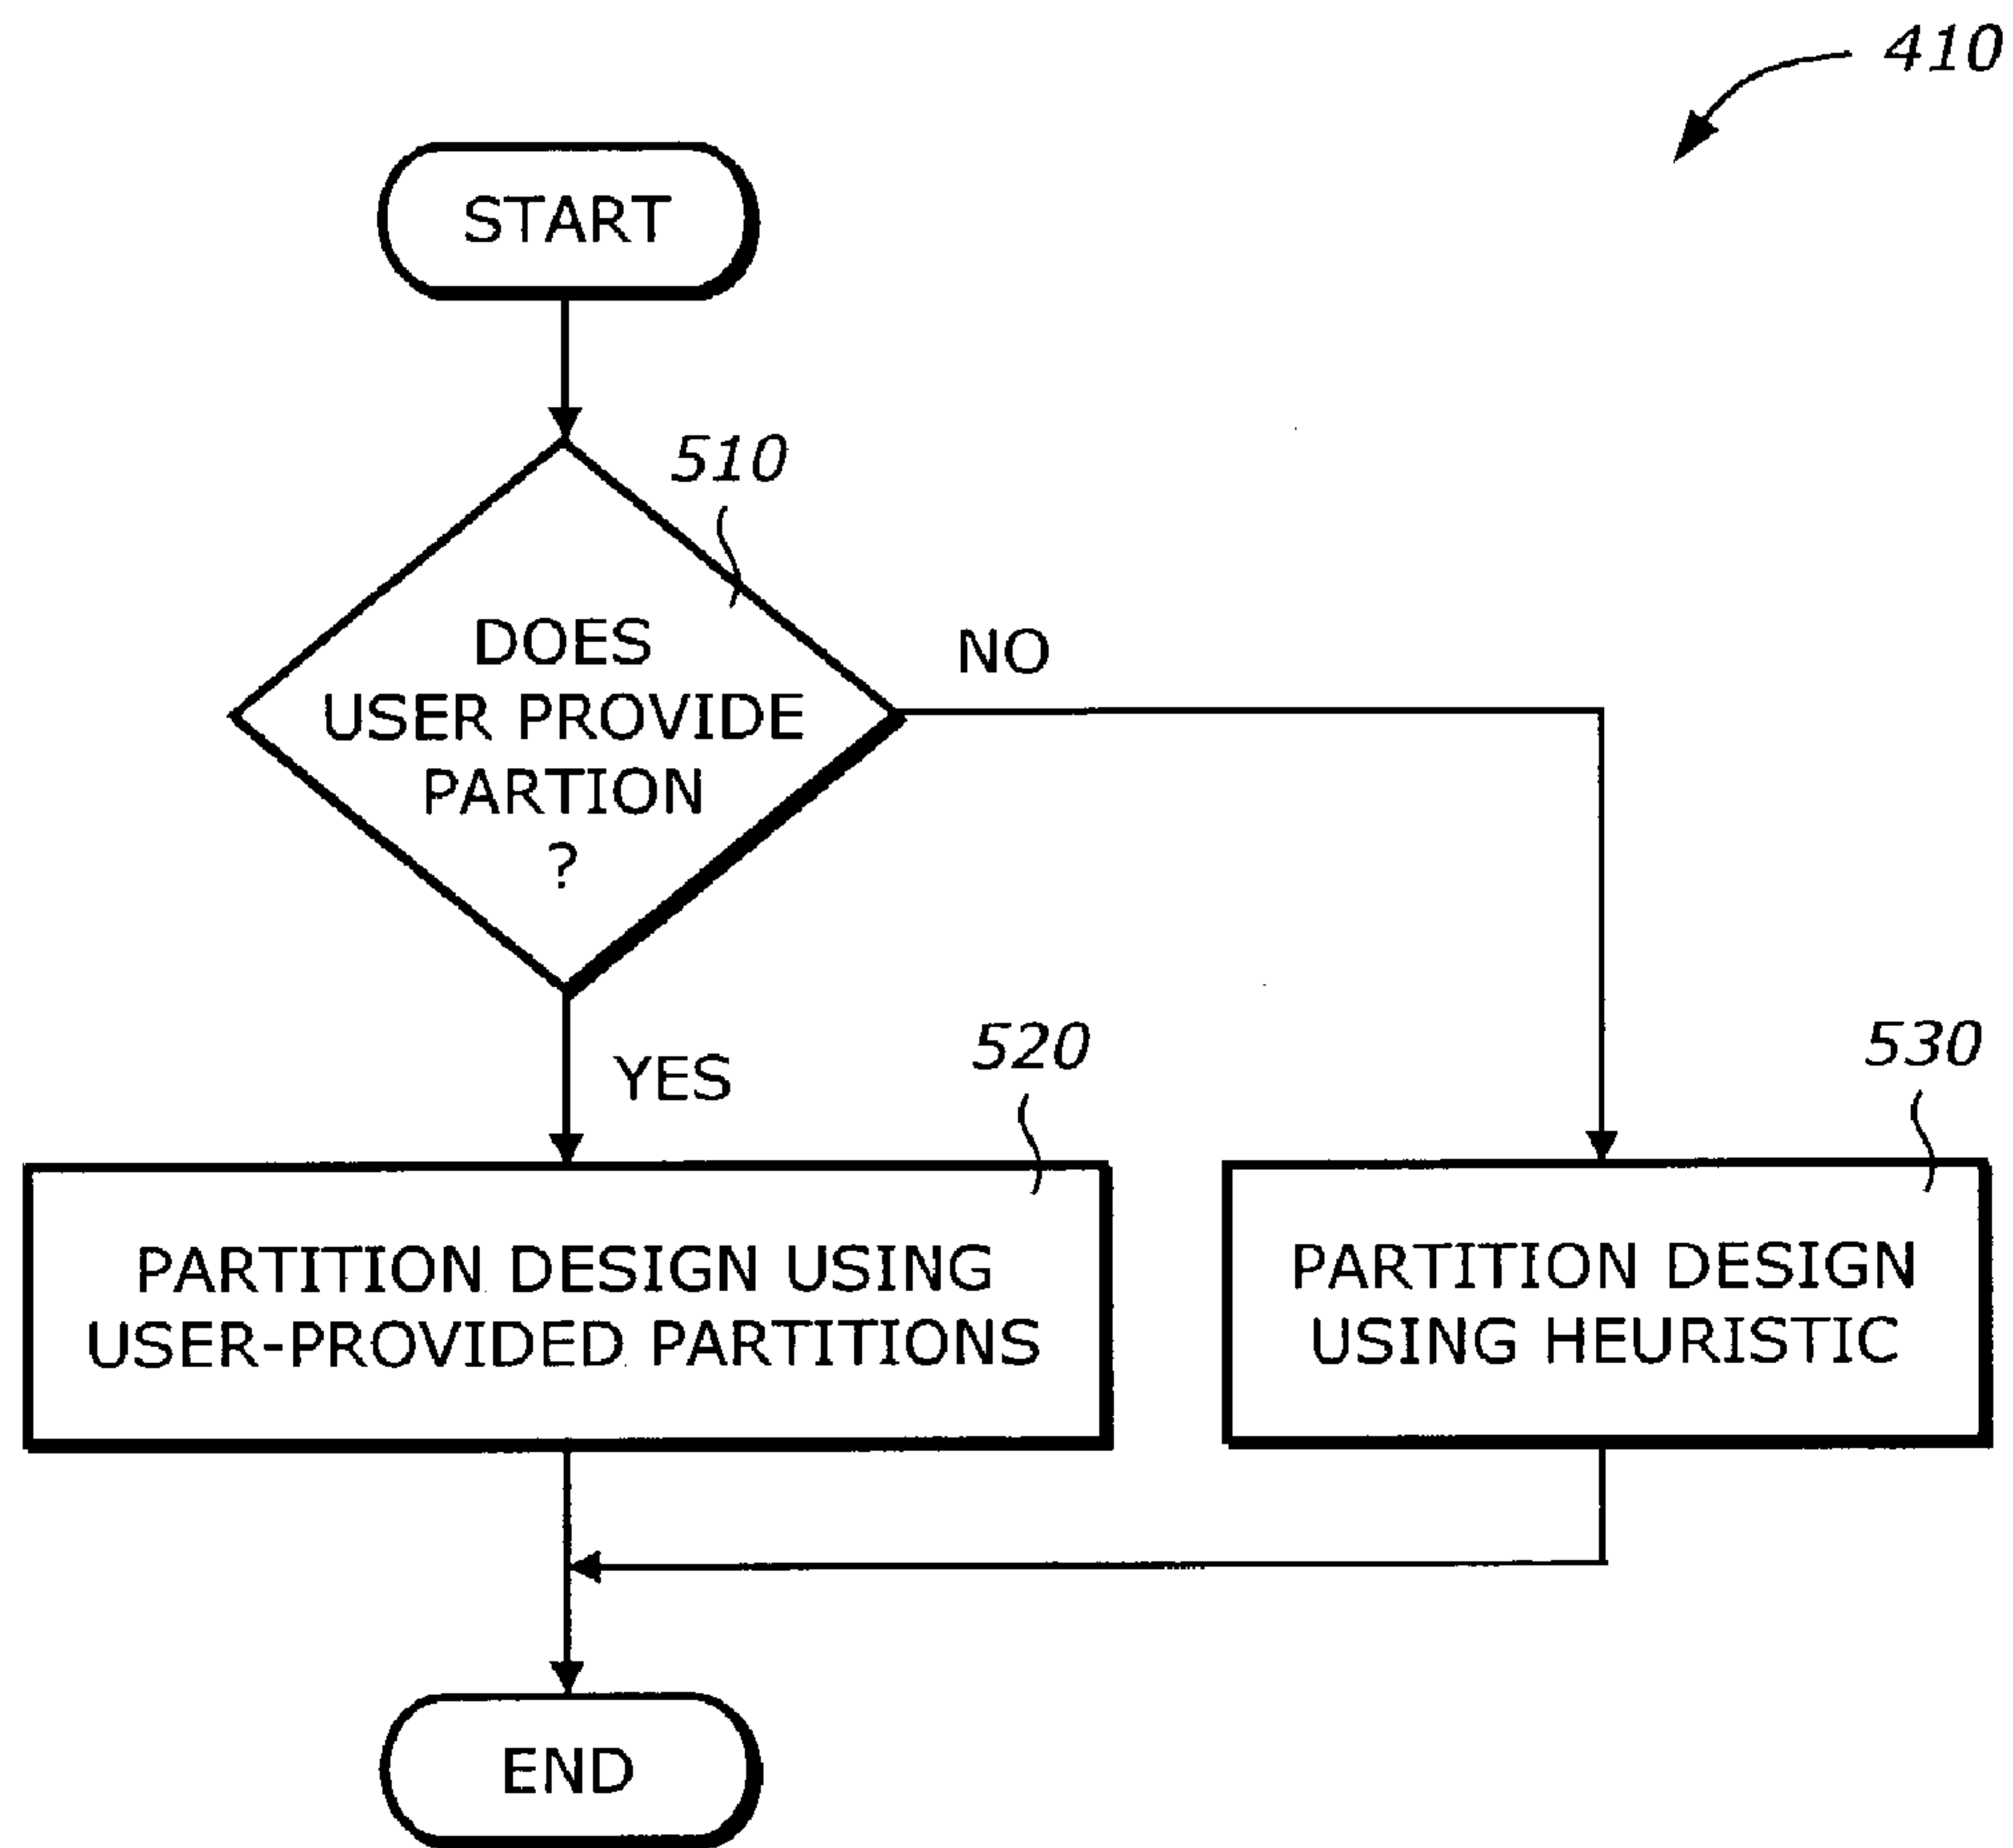 410
START
510
DOES
USER PROVIDE
PARTION
?
NO
YES
520
530
PARTITION DESIGN USING
USER-PROVIDED PARTITIONS
PARTITION DESIGN
USING HEURISTIC
END